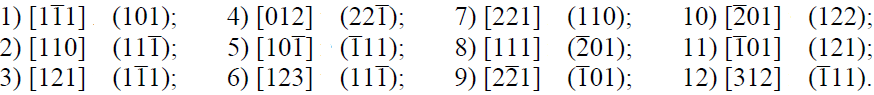 1) [11̅1] (101); 4) [012] (221̅); 7) [221] (110); 10) [2̅01] (122);
2) [110] (111̅); 5) [101̅] (1̅11); 8) [111] (2̅01); 11) [1̅01] (121);
3) [121] (11̅1); 6) [123] (111̅); 9) [22̅1] (1̅01); 12) [312] (1̅11).